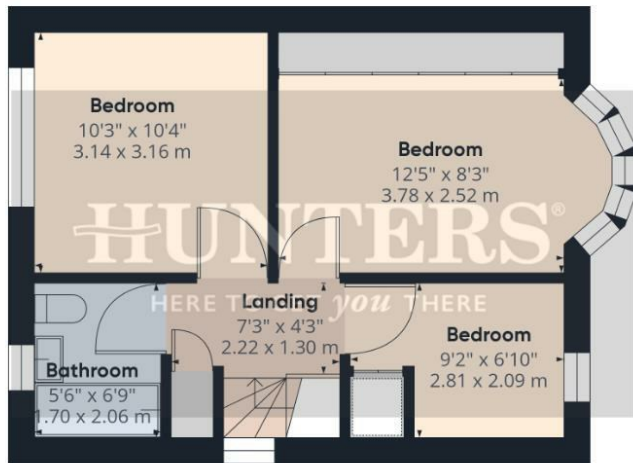 Bedroom
10'3" x 10'4"
3.14 x 3.16 m
Bedroom
12'5" x 8'3"
3.78 x 2.52 m
HUNTERS®
HERE TO GET you THERE
Landing
7'3" x 4'3"
2.22 x 1.30 m
Bedroom
9'2" x 6'10"
2.81 x 2.09 m
Bathroom
5'6" x 6'9"
1.70 x 2.06 m